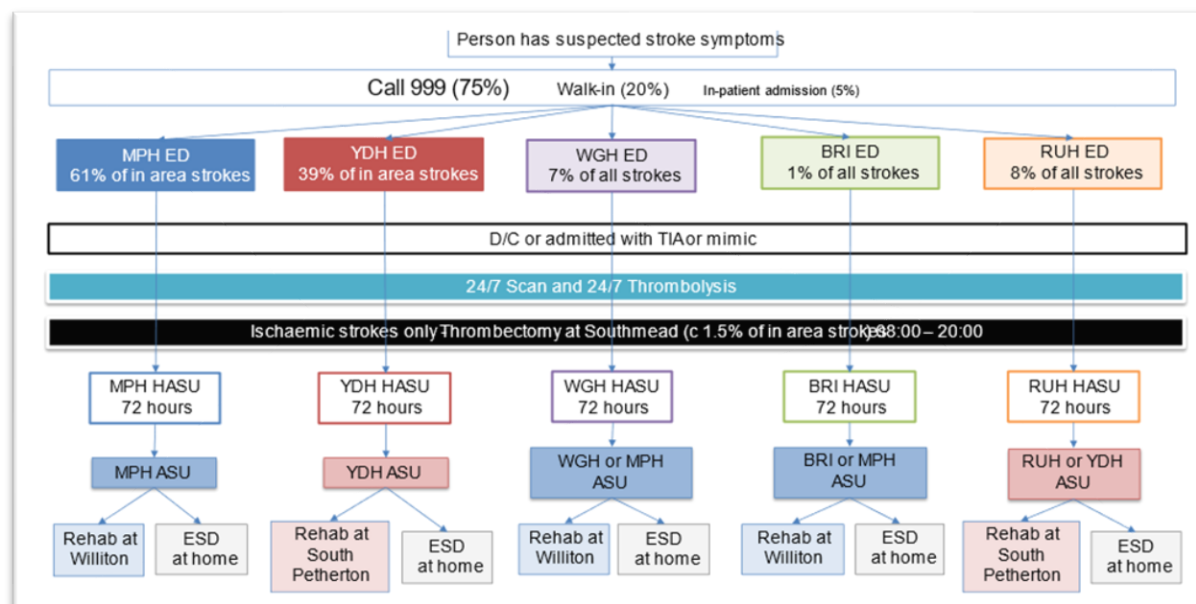 Person has suspected stroke symptoms
Call 999 (75%) Walk-in (20%) In-patient admission (5%)
MPH ED
61% of in area strokes
YDH ED
39% of in area strokes
WGH ED
7% of all strokes
BRI ED
1% of all strokes
RUH ED
8% of all strokes
D/C or admitted with TIA or mimic
24/7 Scan and 24/7 Thrombolysis
Ischaemic strokes only - Thrombectomy at Southmead (c 1.5% of in area strokes) 08:00 – 20:00
MPH HASU
72 hours
YDH HASU
72 hours
WGH HASU
72 hours
BRI HASU
72 hours
RUH HASU
72 hours
MPH ASU
YDH ASU
WGH or MPH
ASU
BRI or MPH
ASU
RUH or YDH
ASU
Rehab at
Williton
ESD
at home
Rehab at
South
Petherton
ESD
at home
Rehab at
Williton
ESD
at home
Rehab at
Williton
ESD
at home
Rehab at
South
Petherton
ESD
at home